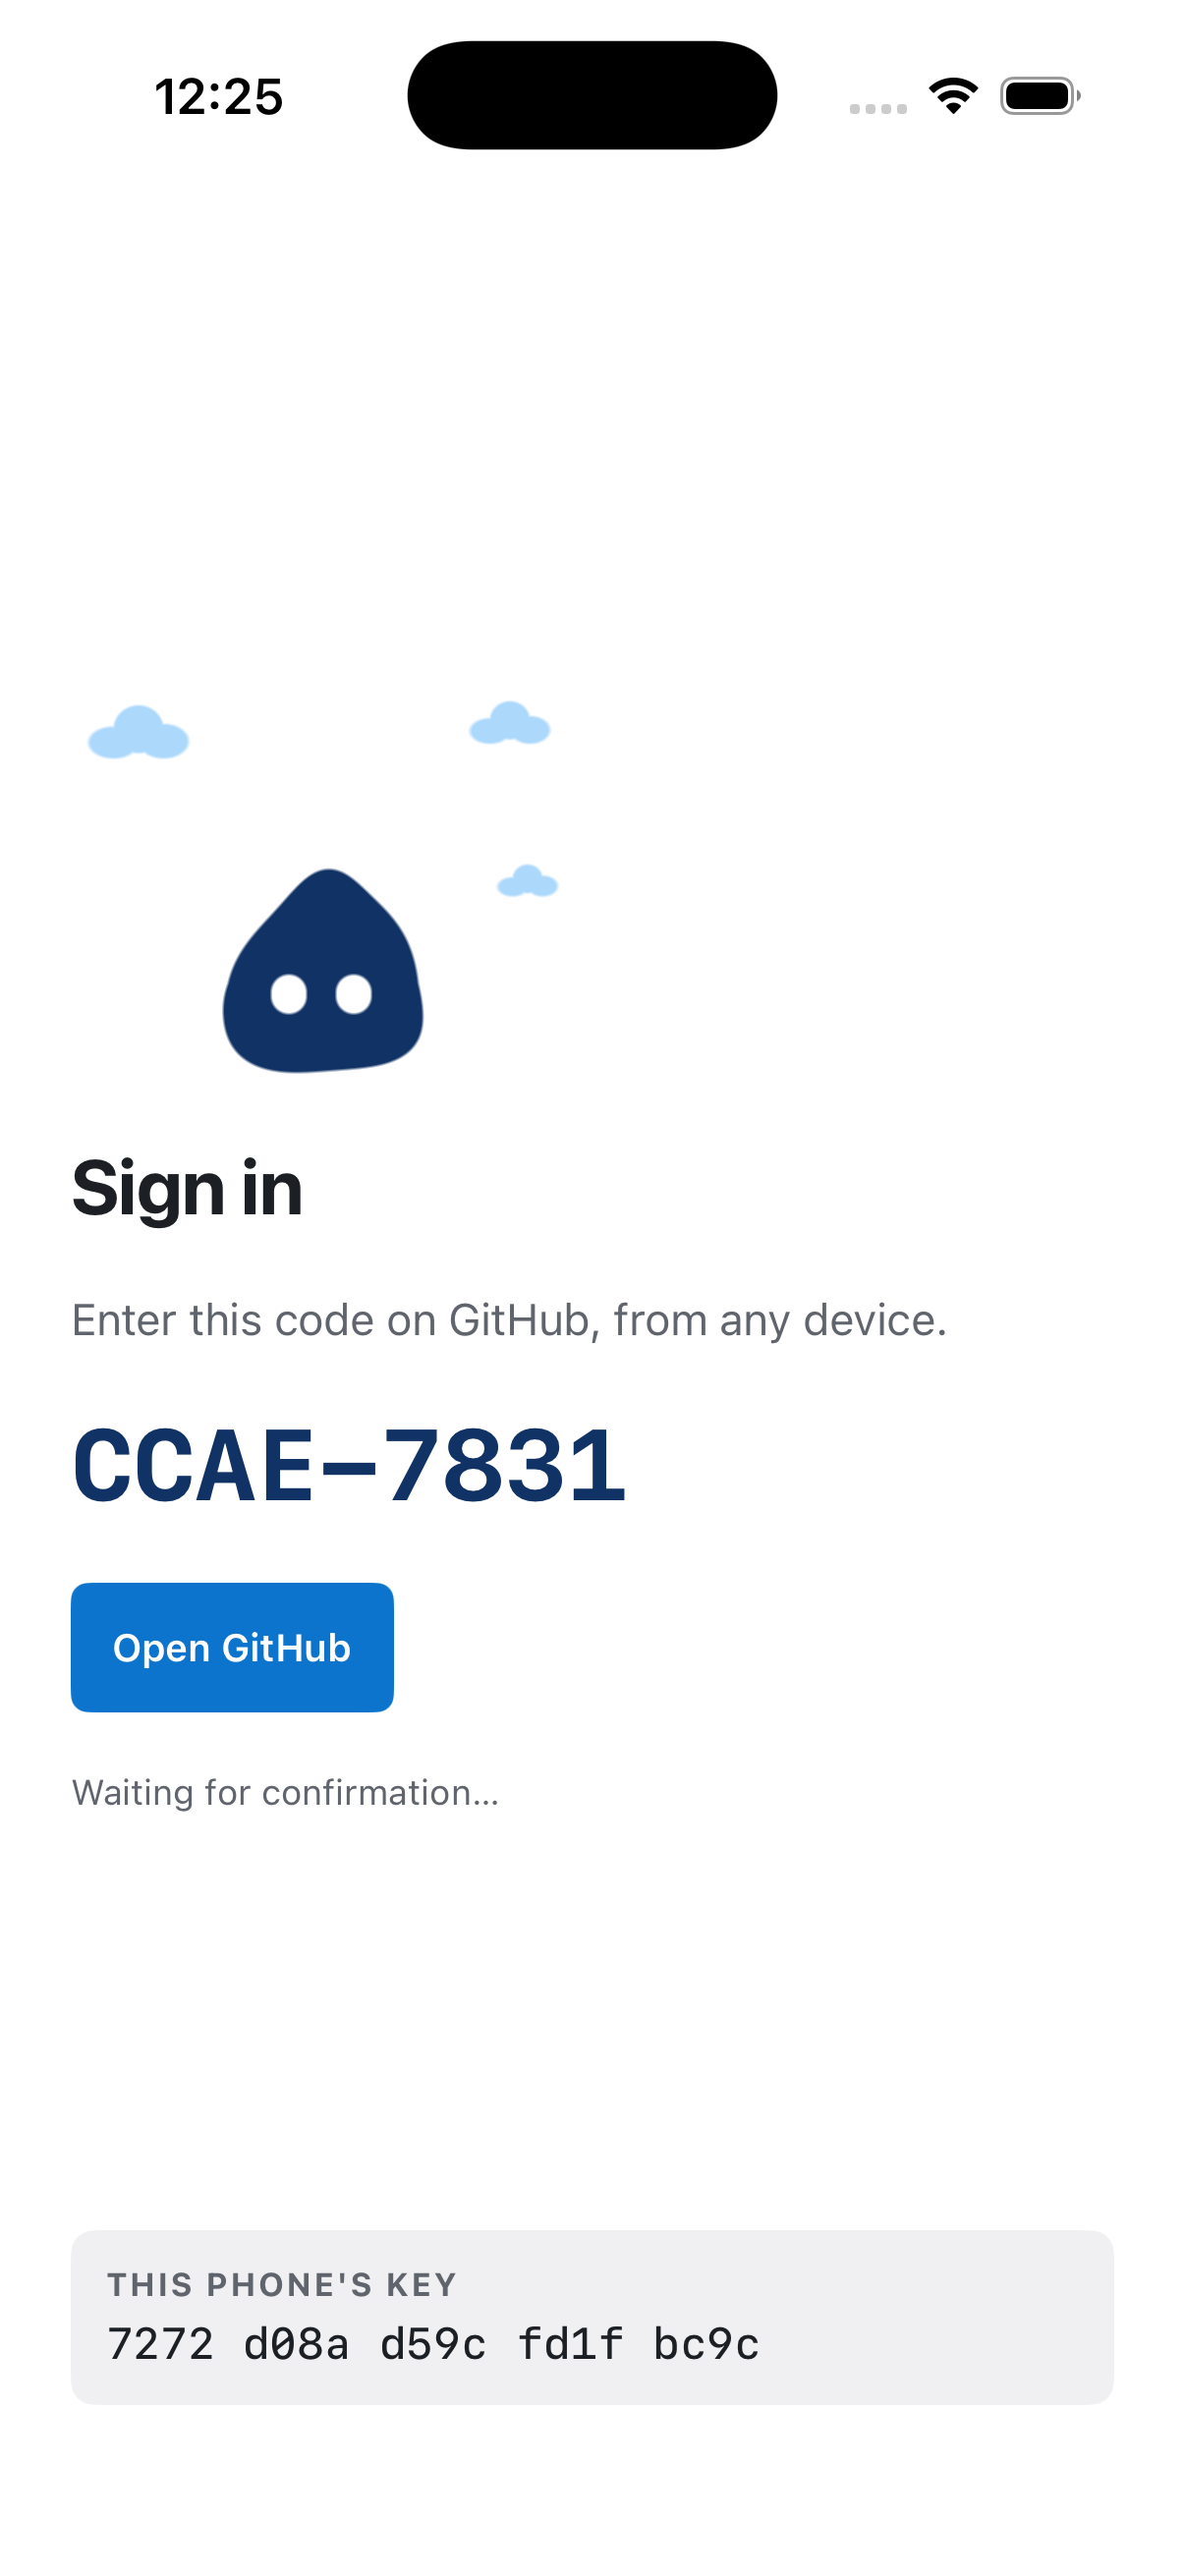 12:25
Sign in
Enter this code on GitHub, from any device.
CCAE-7831
Open GitHub
Waiting for confirmation...
THIS PHONE'S KEY
7272 d08a d59c fd1f bc9c